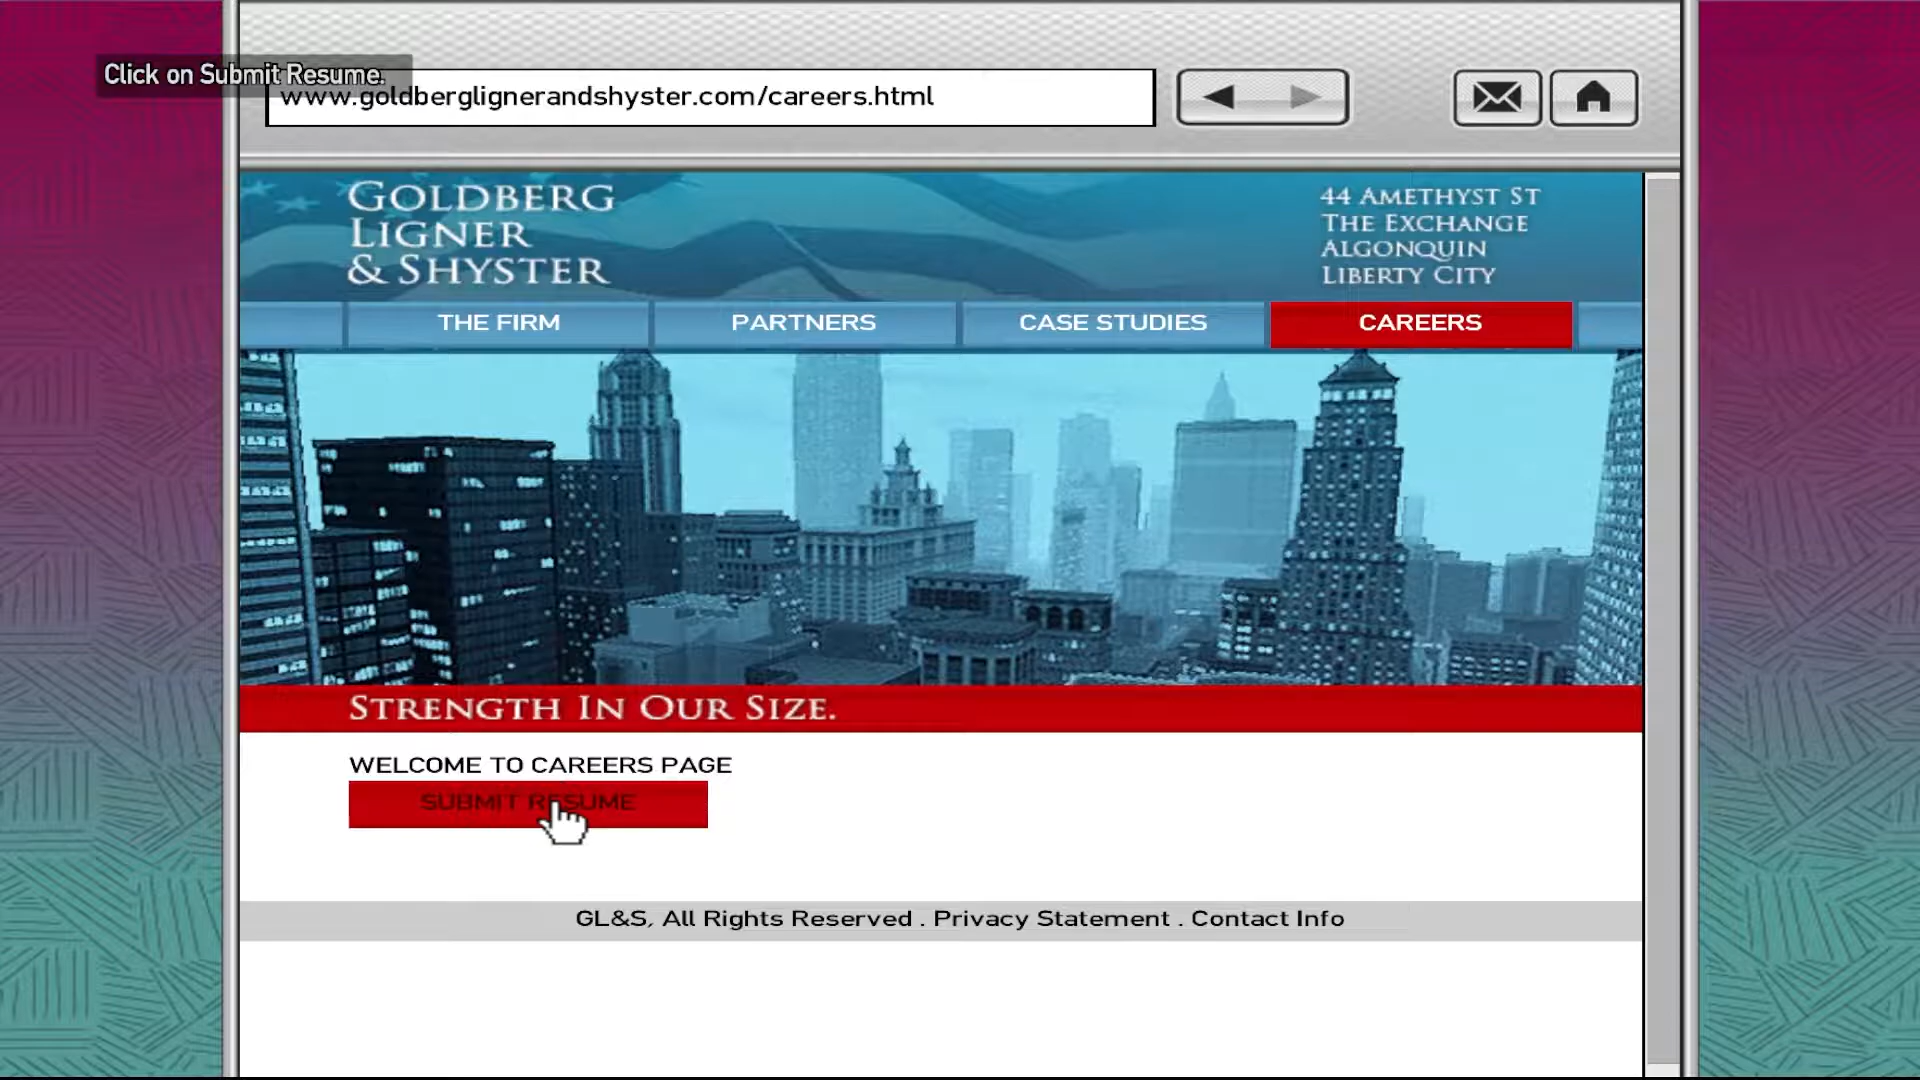 Click on Submit Resume.
www.goldberglignerandshyster.com/careers.html
GOLDBERG
LIGNER
& SHYSTER
44 AMETHYST ST
THE EXCHANGE
ALGONQUIN
LIBERTY CITY
THE FIRM
PARTNERS
CASE STUDIES
CAREERS
STRENGTH IN OUR SIZE.
WELCOME TO CAREERS PAGE
SUBMIT RESUME
GL&S, All Rights Reserved . Privacy Statement . Contact Info